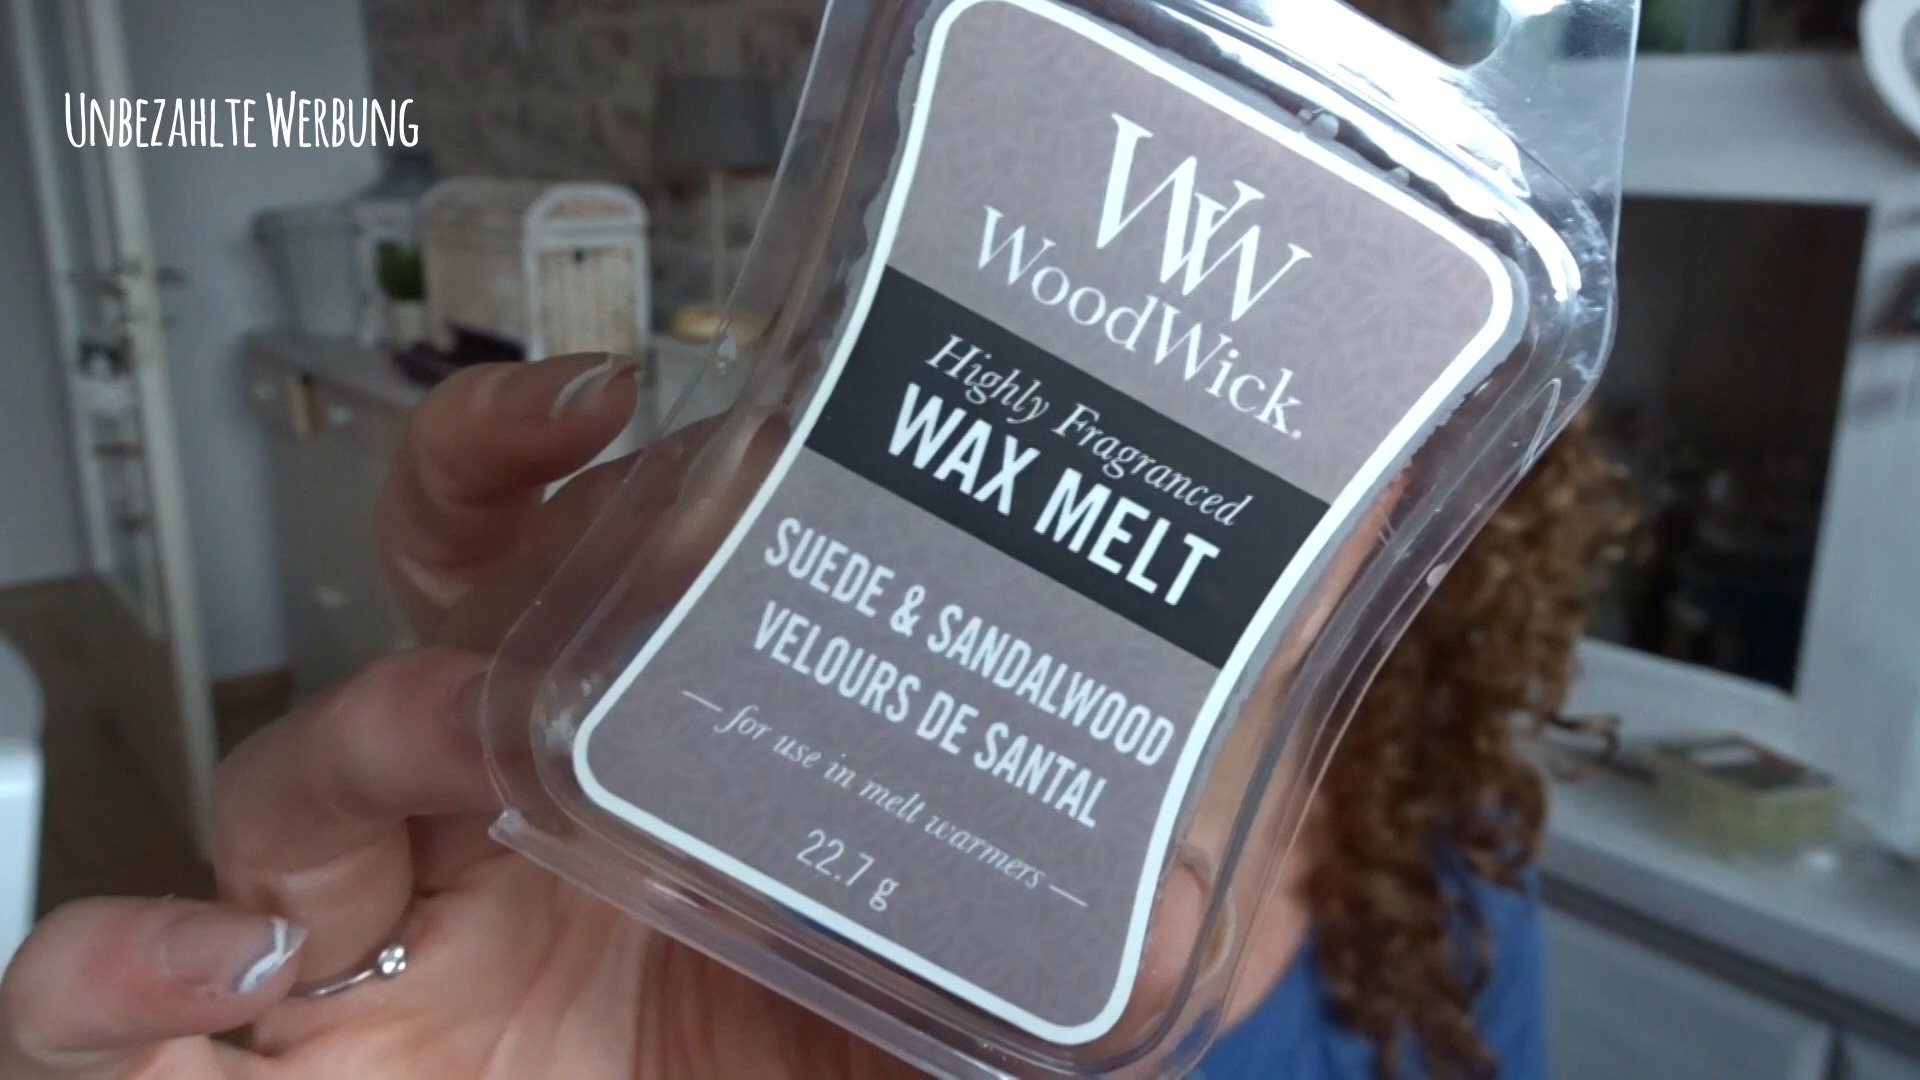 UNBEZAHLTE WERBUNG
WW
WoodWick.
Highly Fragranced
WAX MELT
SUEDE & SANDALWOOD
VELOURS DE SANTAL
— for use in melt warmers —
22.7 g